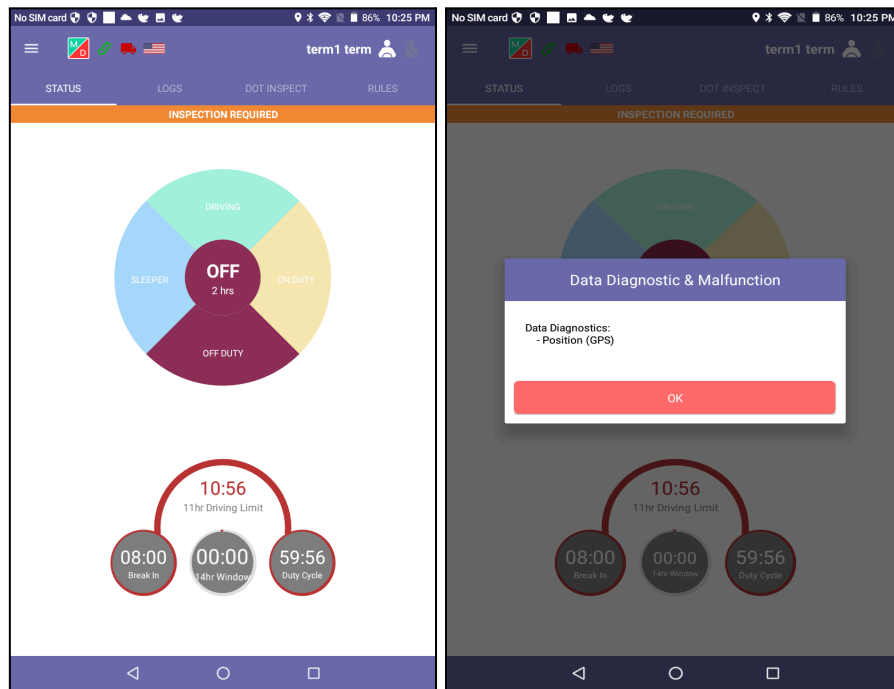 No SIM card 86% 10:25 PM
M D term1 term
STATUS LOGS DOT INSPECT RULES
INSPECTION REQUIRED
DRIVING
SLEEPER
OFF
2 hrs
ON DUTY
OFF DUTY
10:56
11hr Driving Limit
08:00
Break In
00:00
14hr Window
59:56
Duty Cycle
No SIM card 86% 10:25 PM
M D term1 term
STATUS LOGS DOT INSPECT RULES
INSPECTION REQUIRED
DRIVING
Data Diagnostic & Malfunction
Data Diagnostics:
- Position (GPS)
OK
10:56
11hr Driving Limit
08:00
Break In
00:00
14hr Window
59:56
Duty Cycle